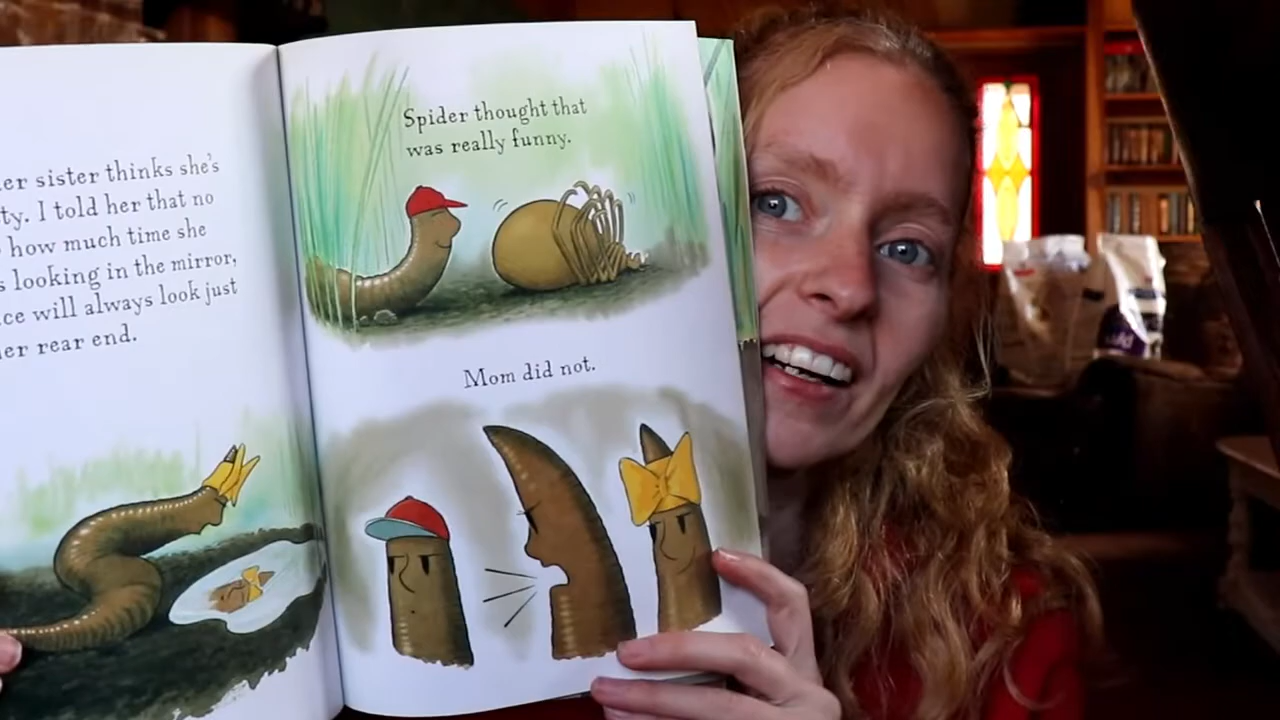 er sister thinks she's
ty. I told her that no
how much time she
s looking in the mirror,
ce will always look just
er rear end.
Spider thought that
was really funny.
Mom did not.